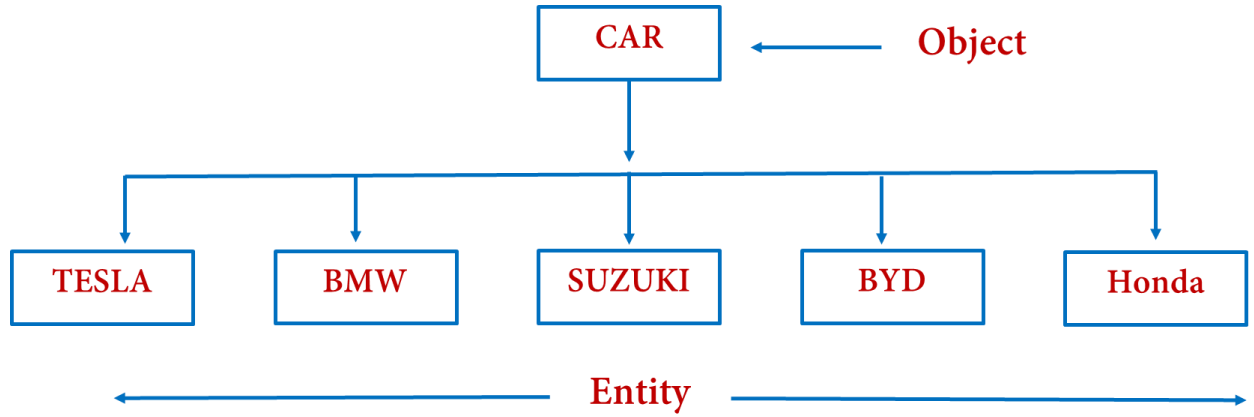 CAR
Object
TESLA
BMW
SUZUKI
BYD
Honda
Entity